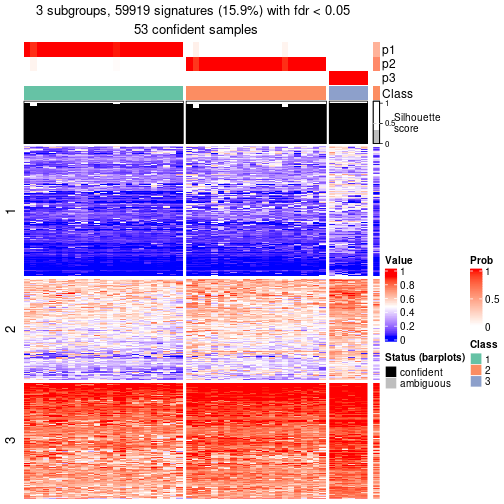 3 subgroups, 59919 signatures (15.9%) with fdr < 0.05
53 confident samples
p1
p2
p3
Class
1
0.5
0
Silhouette
score
1
2
3
Value
1
0.8
0.6
0.4
0.2
0
Prob
1
0.5
0
Status (barplots)
confident
ambiguous
Class
1
2
3